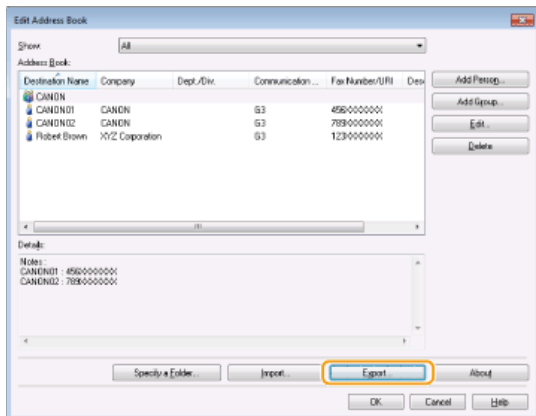 Edit Address Book
Show: All
Address Book:
Destination Name Company Dept./Div. Communication ... Fax Number/URI Des
CANON
CANON01 CANON G3 456XXXXXXX
CANON02 CANON G3 789XXXXXXX
Robert Brown XYZ Corporation G3 123XXXXXXX
Add Person...
Add Group...
Edit...
Delete
Details:
Notes:
CANON01 : 456XXXXXXX
CANON02 : 789XXXXXXX
Specify a Folder... Import... Export... About
OK Cancel Help